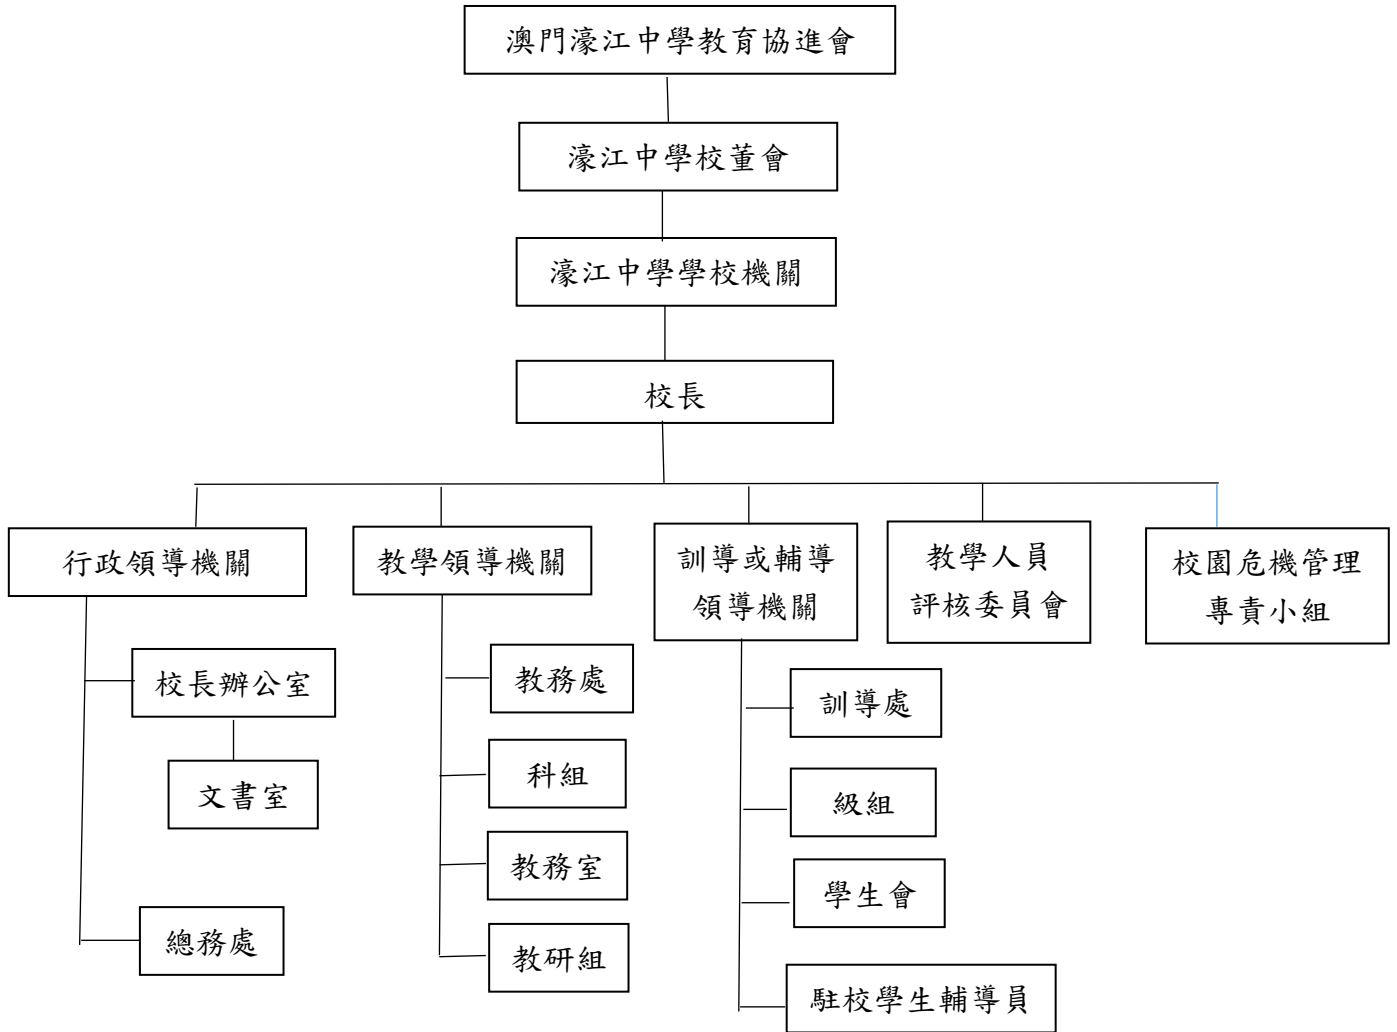 澳門濠江中學教育協進會
濠江中學校董會
濠江中學學校機關
校長
行政領導機關
教學領導機關
訓導或輔導
領導機關
教學人員
評核委員會
校園危機管理
專責小組
校長辦公室
文書室
總務處
教務處
科組
教務室
教研組
訓導處
級組
學生會
駐校學生輔導員